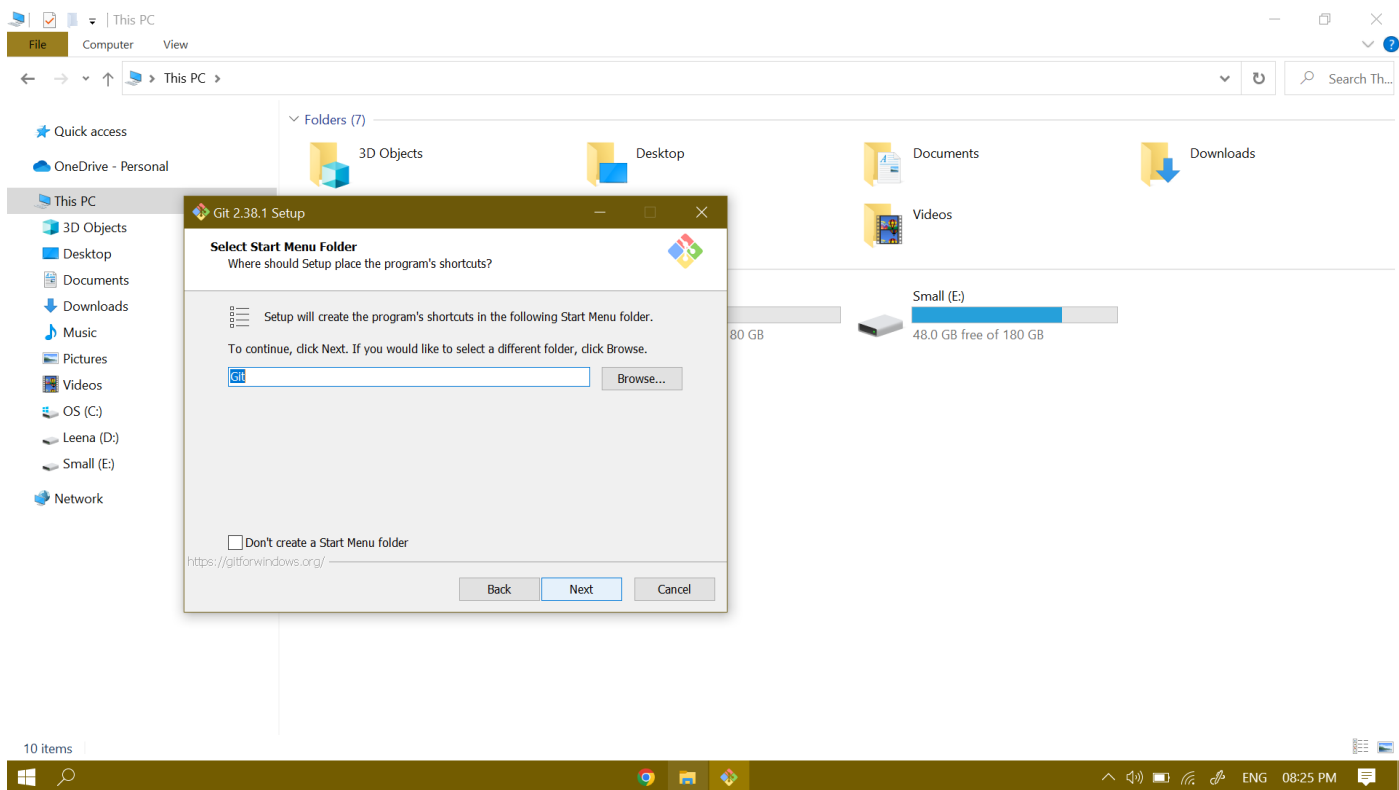 This PC
File Computer View
This PC
Search Th...
Quick access
OneDrive - Personal
This PC
3D Objects
Desktop
Documents
Downloads
Music
Pictures
Videos
OS (C:)
Leena (D:)
Small (E:)
Network
Folders (7)
3D Objects Desktop Documents Downloads
Videos
Small (E:)
80 GB 48.0 GB free of 180 GB
Git 2.38.1 Setup
Select Start Menu Folder
Where should Setup place the program's shortcuts?
Setup will create the program's shortcuts in the following Start Menu folder.
To continue, click Next. If you would like to select a different folder, click Browse.
Git Browse...
Don't create a Start Menu folder
https://gitforwindows.org/
Back Next Cancel
10 items
ENG 08:25 PM